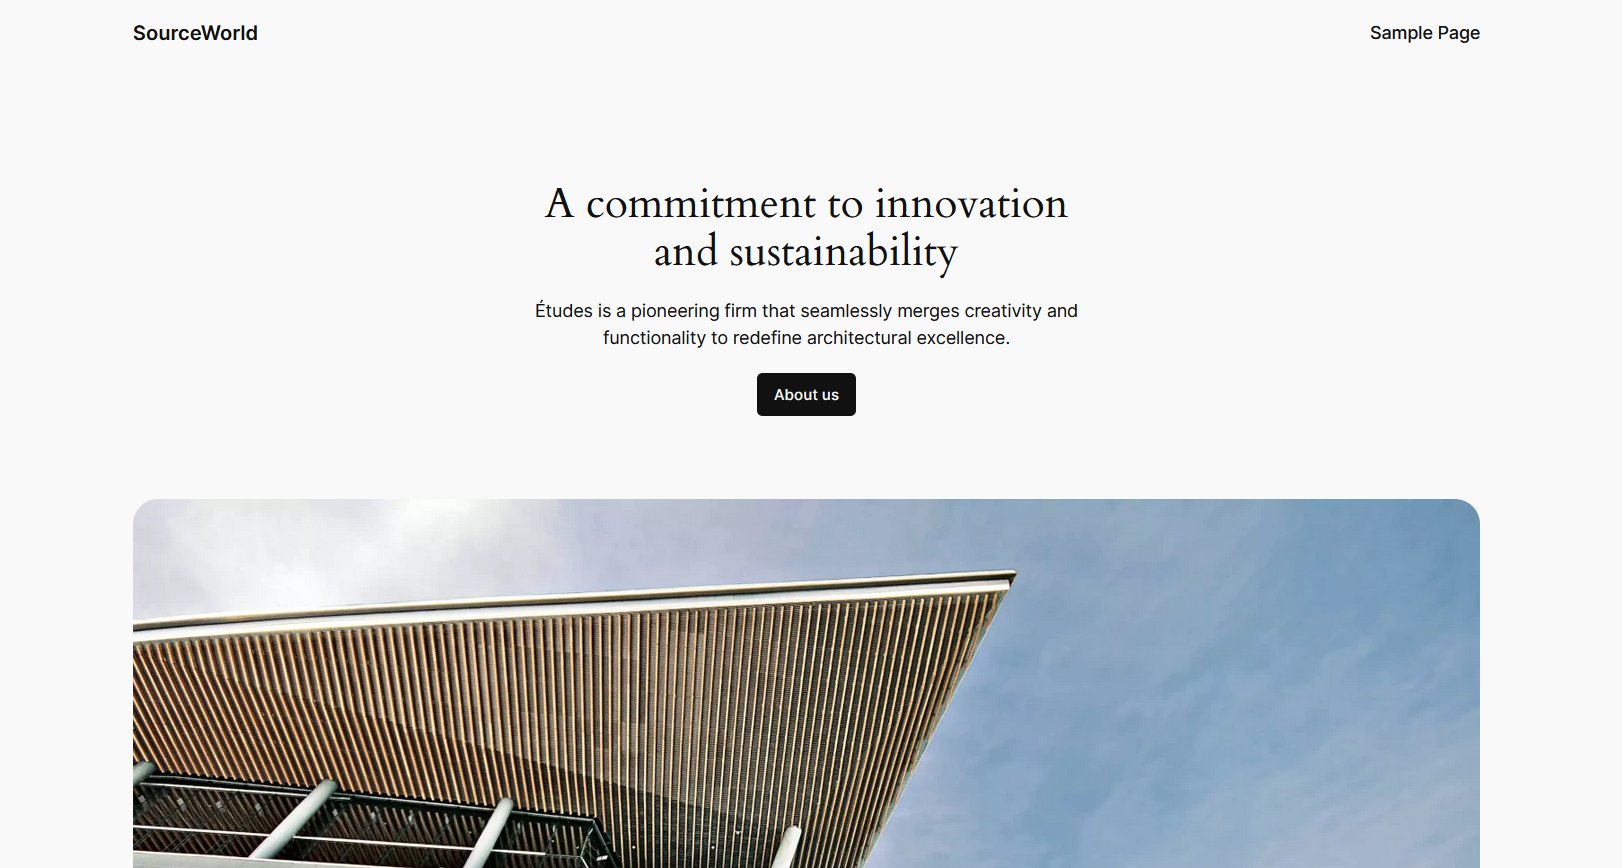 SourceWorld
Sample Page
A commitment to innovation
and sustainability
Études is a pioneering firm that seamlessly merges creativity and
functionality to redefine architectural excellence.
About us